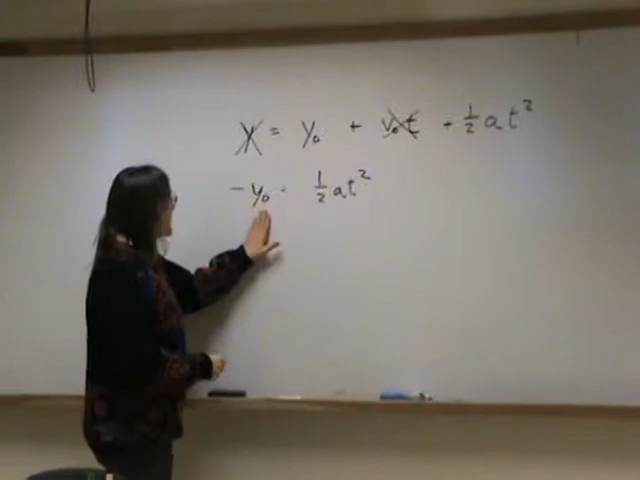 y = y₀ + v₀t + ½at²
-y₀ = ½at²